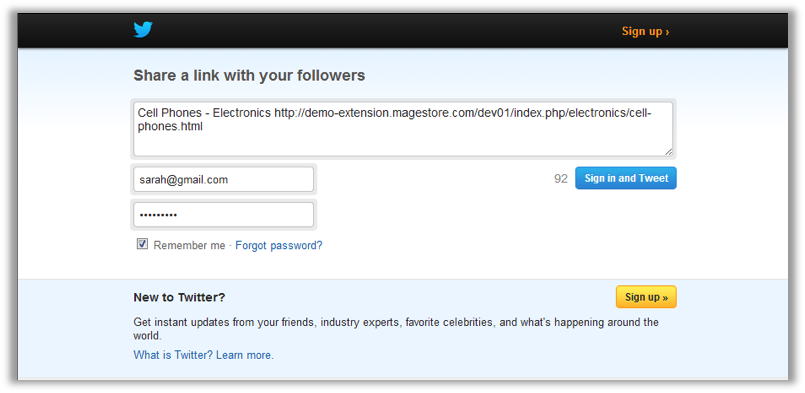 Sign up ›
Share a link with your followers
Cell Phones - Electronics http://demo-extension.magestore.com/dev01/index.php/electronics/cell-
phones.html
sarah@gmail.com
92 Sign in and Tweet
•••••••••
Remember me · Forgot password?
New to Twitter?
Sign up »
Get instant updates from your friends, industry experts, favorite celebrities, and what's happening around the
world.
What is Twitter? Learn more.